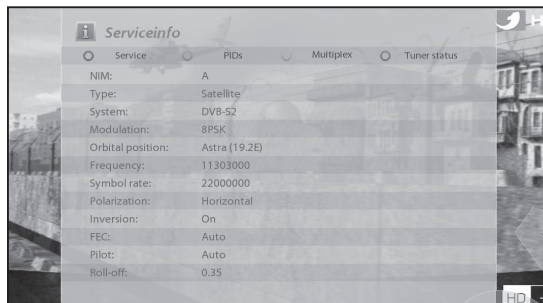 i Serviceinfo
Service PIDs Multiplex Tuner status
NIM: A
Type: Satellite
System: DVB-S2
Modulation: 8PSK
Orbital position: Astra (19.2E)
Frequency: 11303000
Symbol rate: 22000000
Polarization: Horizontal
Inversion: On
FEC: Auto
Pilot: Auto
Roll-off: 0.35
HD